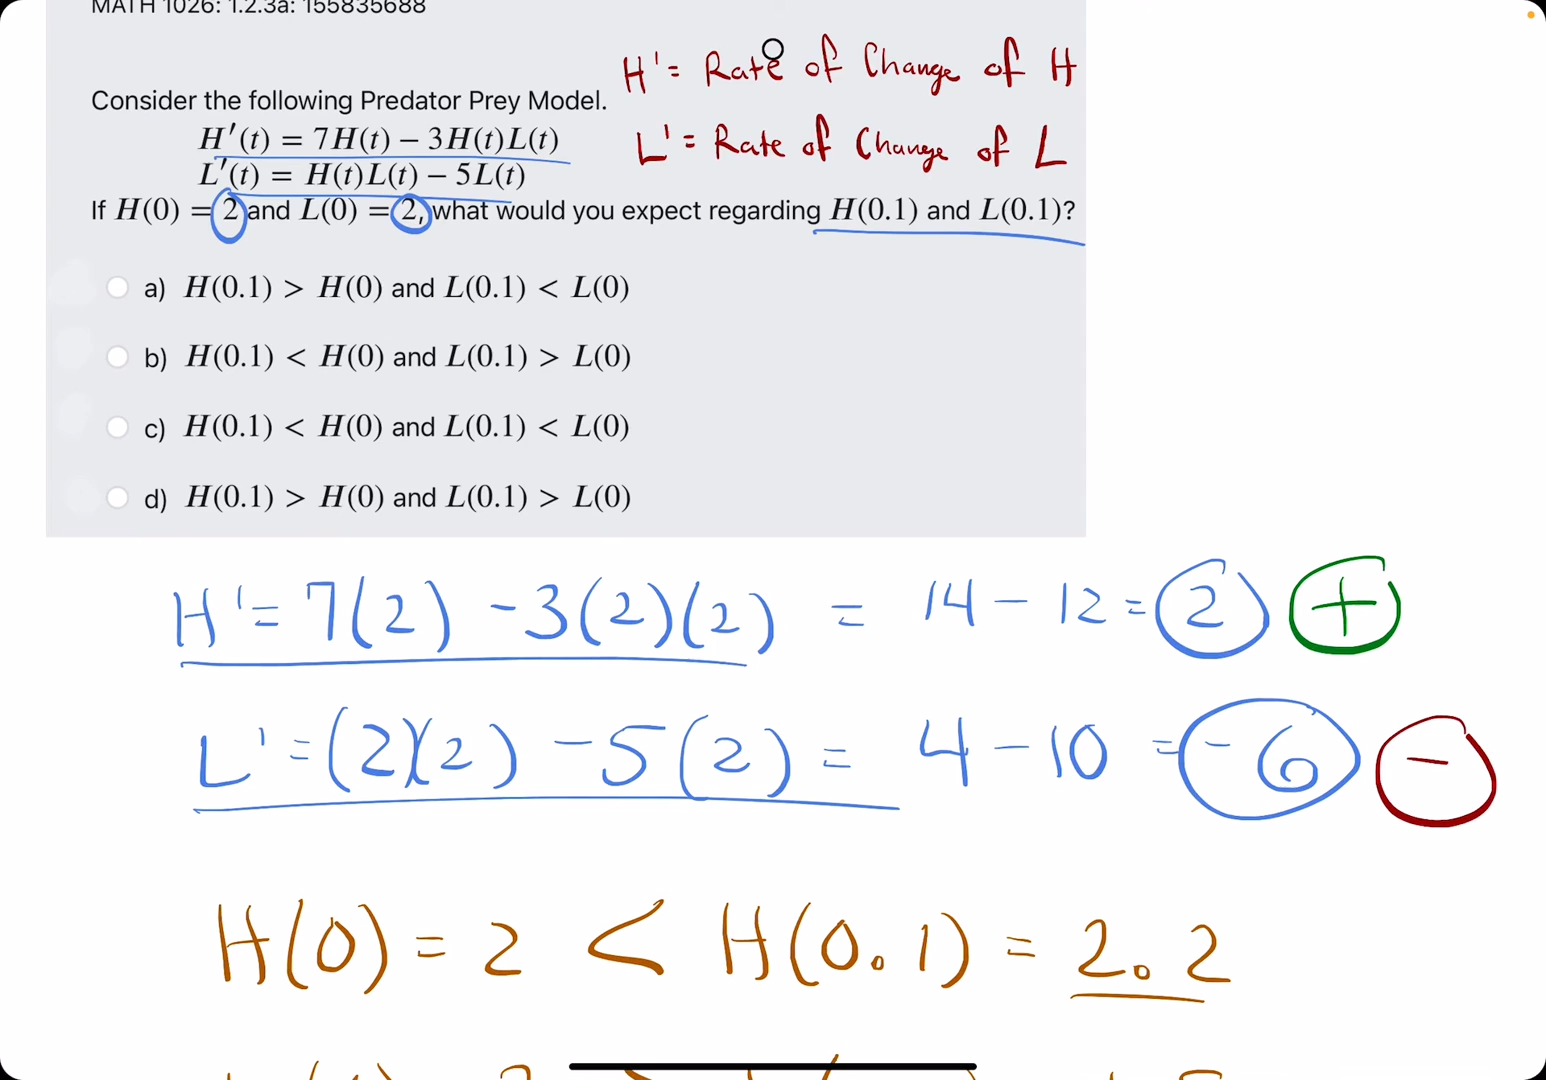 MATH 1026: 1.2.3a: 155835688
H' = Rate of Change of H
Consider the following Predator Prey Model.
H′(t) = 7H(t) − 3H(t)L(t)
L' = Rate of Change of L
L′(t) = H(t)L(t) − 5L(t)
If H(0) = 2 and L(0) = 2, what would you expect regarding H(0.1) and L(0.1)?
a) H(0.1) > H(0) and L(0.1) < L(0)
b) H(0.1) < H(0) and L(0.1) > L(0)
c) H(0.1) < H(0) and L(0.1) < L(0)
d) H(0.1) > H(0) and L(0.1) > L(0)
H' = 7(2) - 3(2)(2) = 14 - 12 = 2 +
L' = (2)(2) - 5(2) = 4 - 10 = -6 -
H(0) = 2 < H(0.1) = 2.2